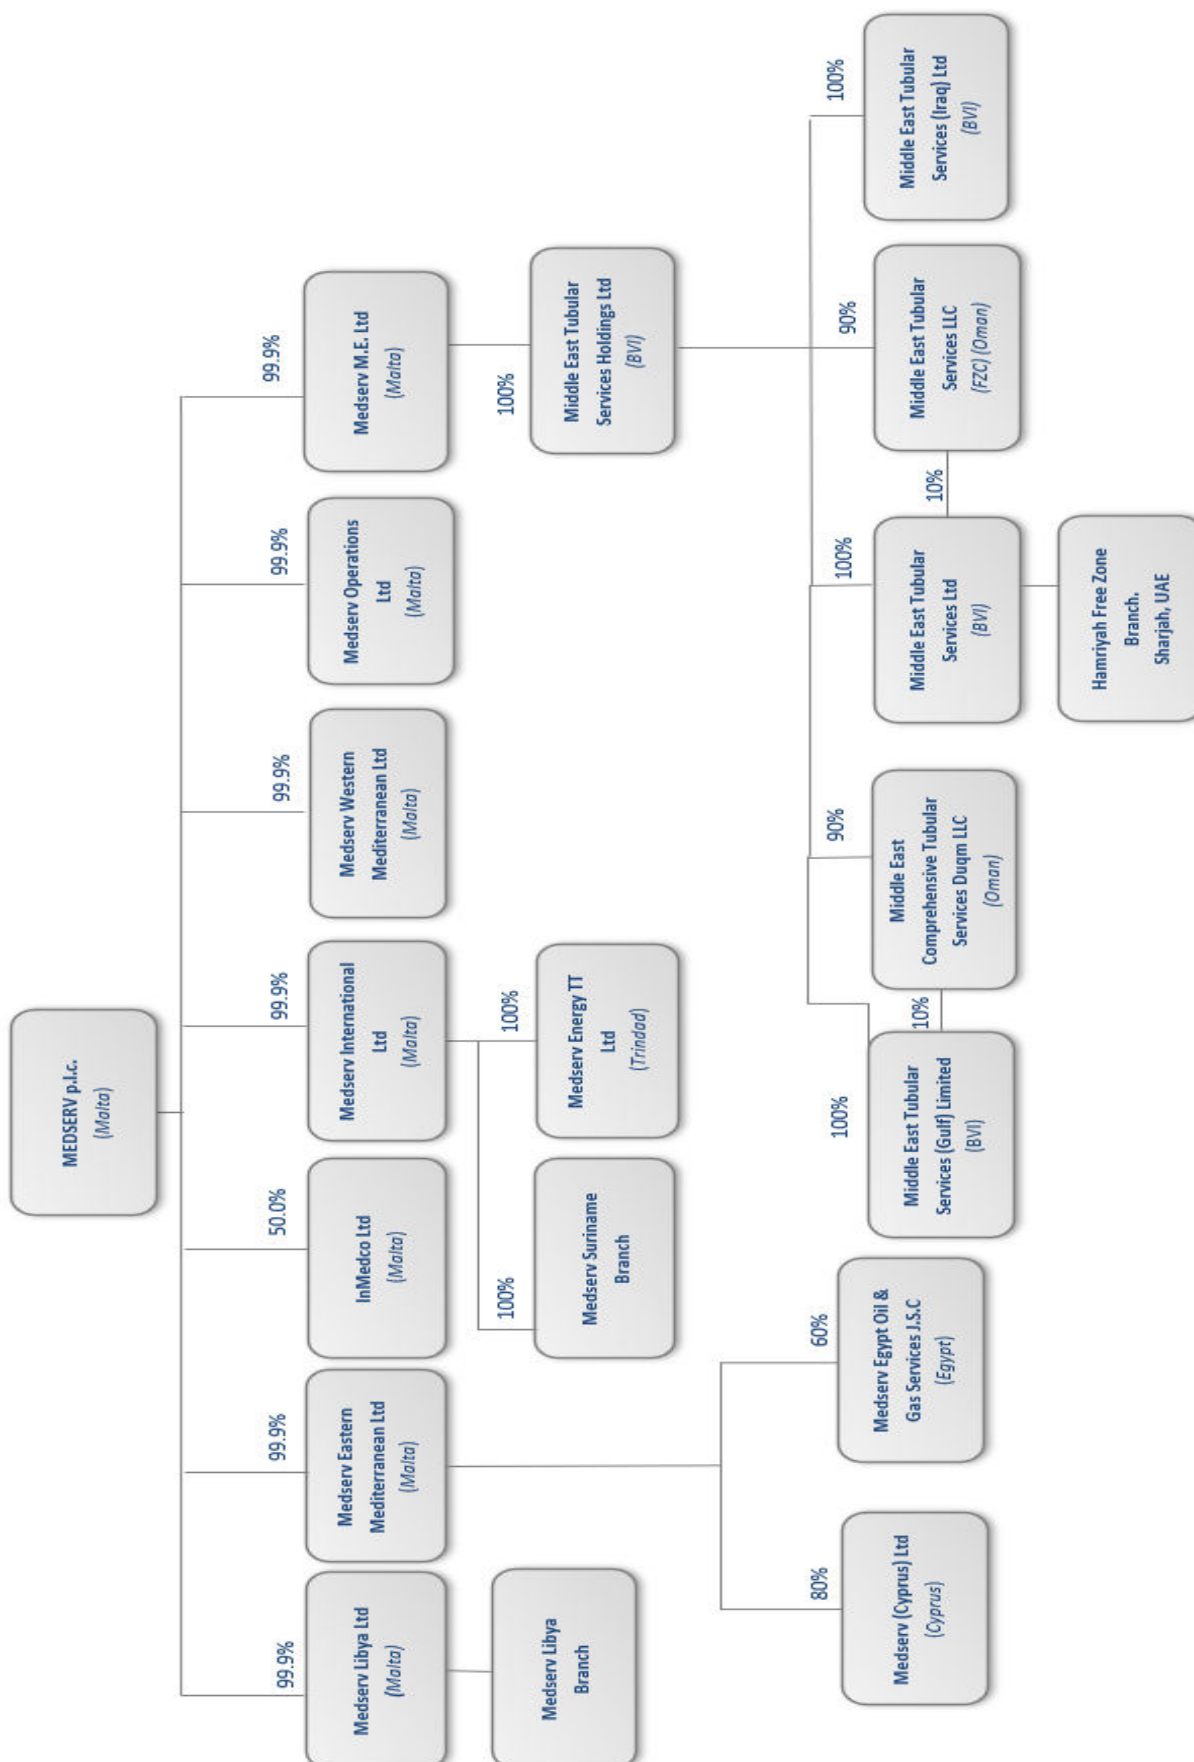 MEDSERV p.l.c.
(Malta)
99.9%
99.9%
50.0%
99.9%
99.9%
99.9%
99.9%
Medserv Libya Ltd
(Malta)
Medserv Eastern
Mediterranean Ltd
(Malta)
InMedco Ltd
(Malta)
Medserv International
Ltd
(Malta)
Medserv Western
Mediterranean Ltd
(Malta)
Medserv Operations
Ltd
(Malta)
Medserv M.E. Ltd
(Malta)
100%
100%
100%
Medserv Libya
Branch
Medserv Suriname
Branch
Medserv Energy TT
Ltd
(Trindad)
Middle East Tubular
Services Holdings Ltd
(BVI)
80%
60%
100%
90%
100%
90%
100%
Medserv (Cyprus) Ltd
(Cyprus)
Medserv Egypt Oil &
Gas Services J.S.C
(Egypt)
Middle East Tubular
Services (Gulf) Limited
(BVI)
10%
Middle East
Comprehensive Tubular
Services Duqm LLC
(Oman)
Middle East Tubular
Services Ltd
(BVI)
10%
Middle East Tubular
Services LLC
(FZC) (Oman)
Middle East Tubular
Services (Iraq) Ltd
(BVI)
Hamriyah Free Zone
Branch.
Sharjah, UAE